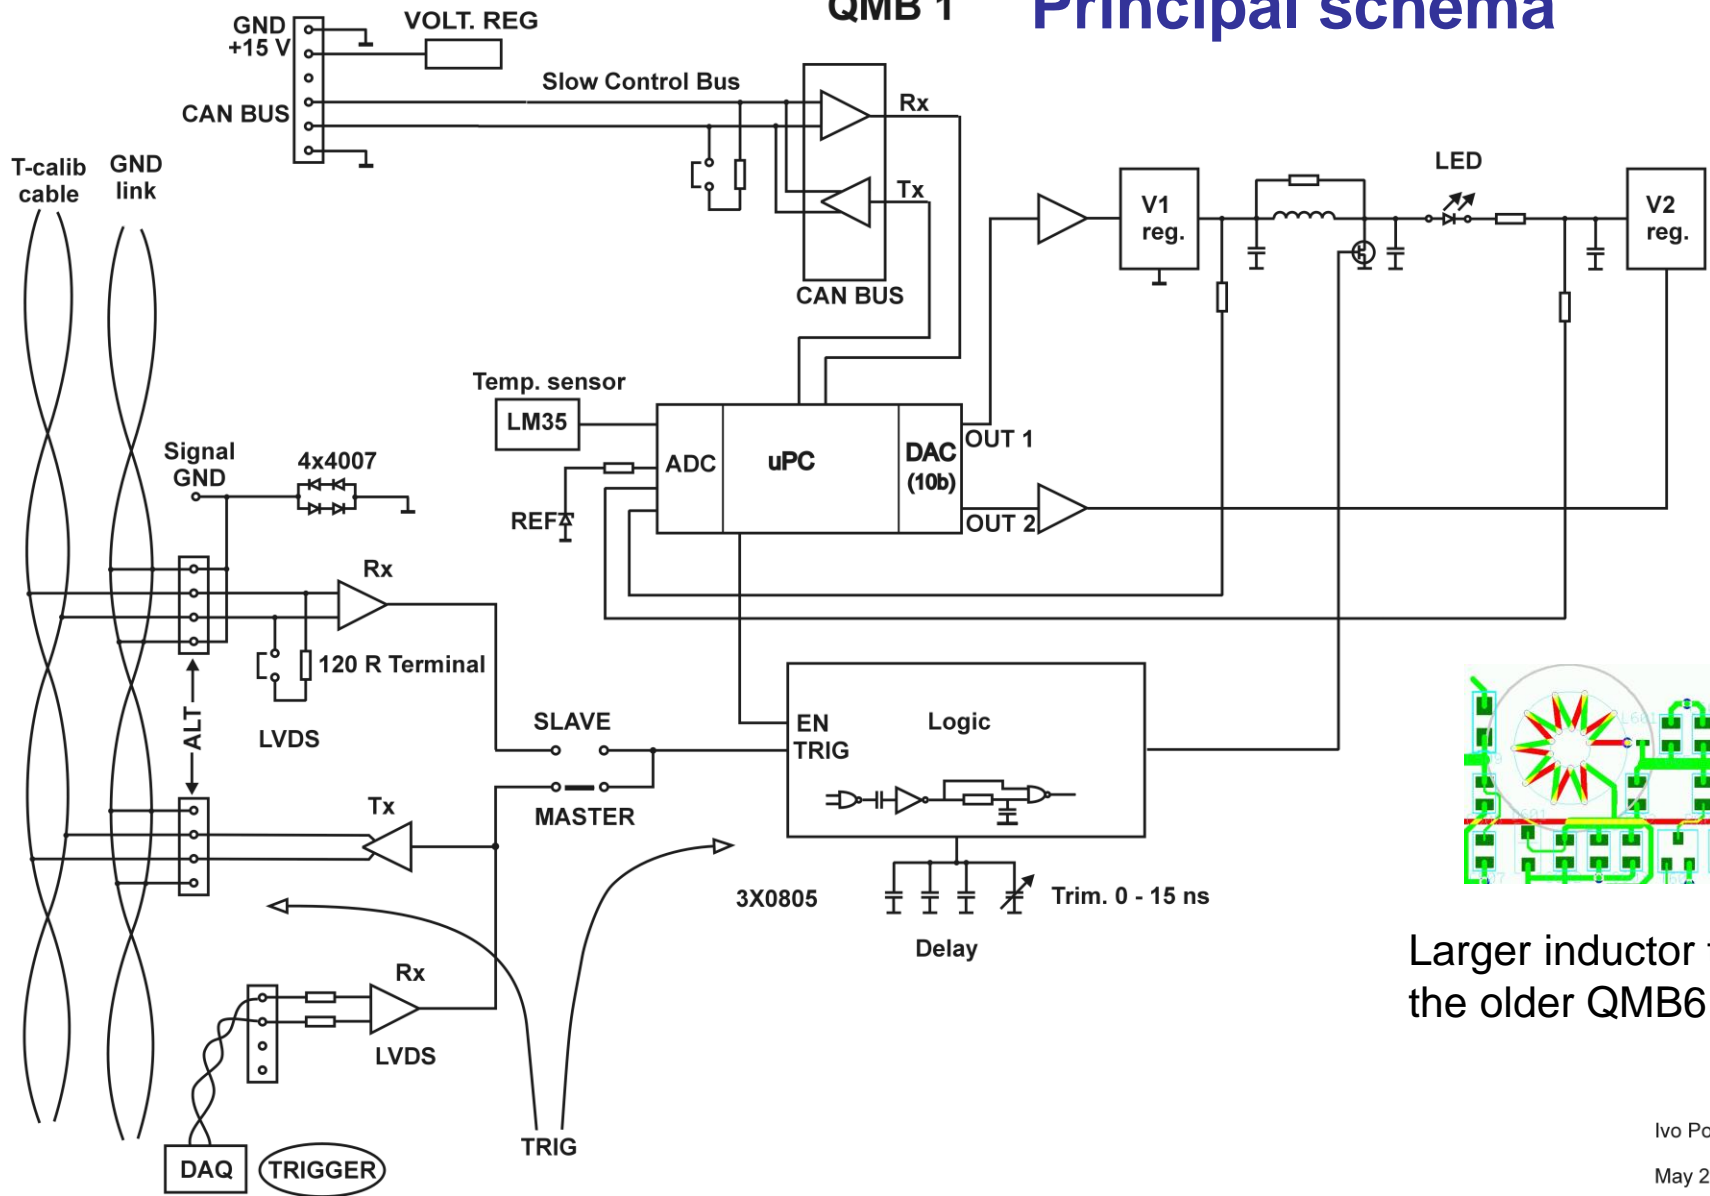 QMB 1
Principal schema
GND
+15 V
VOLT. REG
Slow Control Bus
CAN BUS
Rx
Tx
CAN BUS
T-calib
cable
GND
link
LED
V1
reg.
V2
reg.
Temp. sensor
LM35
ADC
uPC
DAC
(10b)
OUT 1
OUT 2
REF
Signal
GND
4x4007
Rx
120 R Terminal
ALT
LVDS
SLAVE
MASTER
EN
TRIG
Logic
Tx
3X0805
Trim. 0 - 15 ns
Delay
Rx
LVDS
TRIG
DAQ
TRIGGER
Larger inductor
the older QMB6
Ivo
May